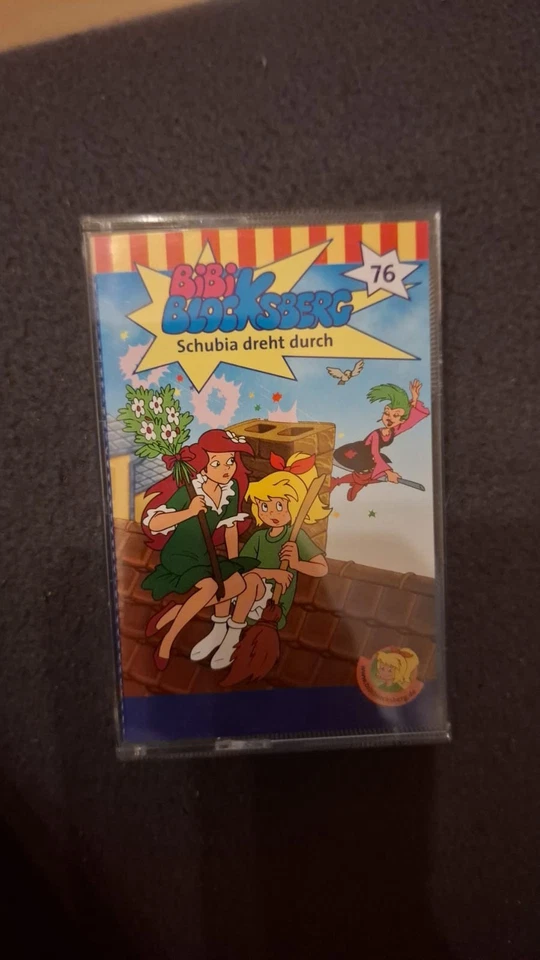 BiBi
BLOCKSBERG
76
Schubia dreht durch